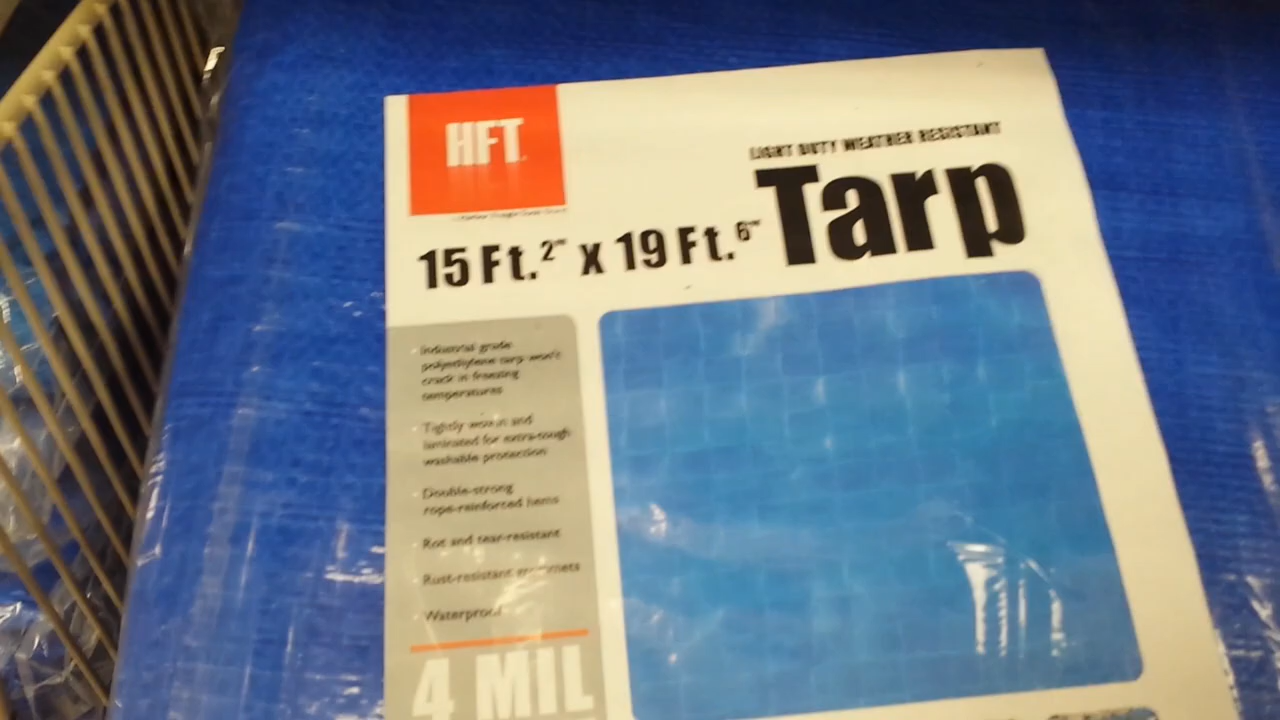 HFT
LIGHT DUTY WEATHER RESISTANT
Tarp
15 Ft. 2" x 19 Ft. 6"
Industrial grade
polyethylene tarp won't
crack in freezing
temperatures
Tightly woven and
laminated for extra-tough
washable protection
Double-strong
rope-reinforced hems
Rot and tear-resistant
Rust-resistant grommets
Waterproof
4 MIL